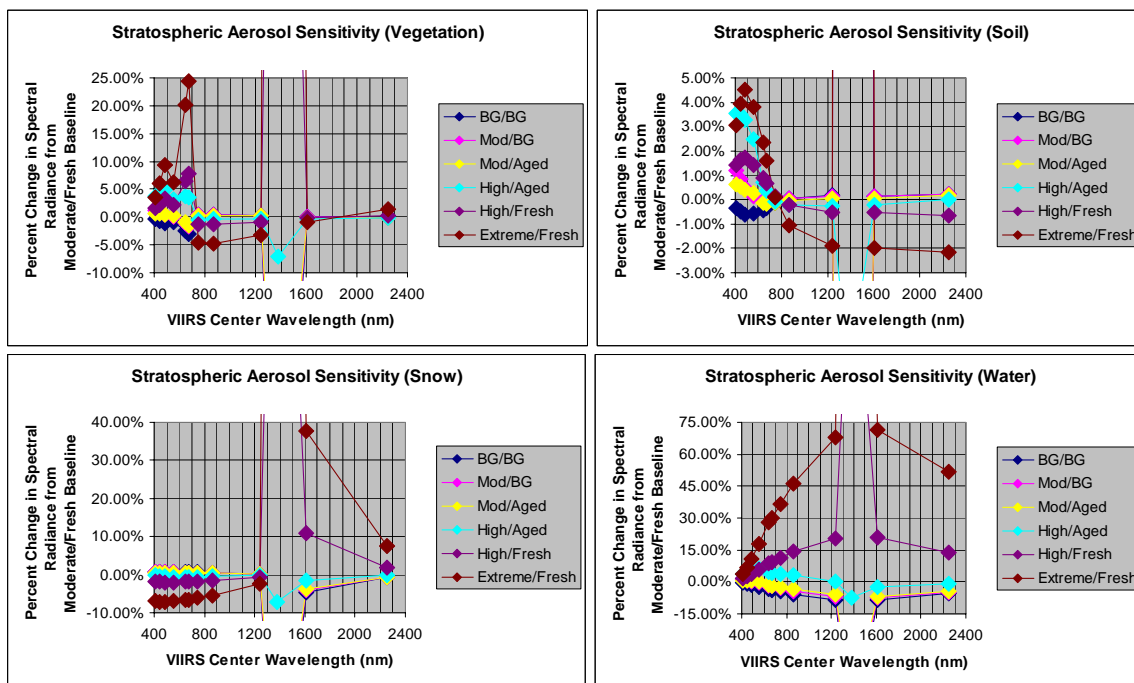 Stratospheric Aerosol Sensitivity (Vegetation)
Percent Change in Spectral
Radiance from
Moderate/Fresh Baseline
25.00%
20.00%
15.00%
10.00%
5.00%
0.00%
-5.00%
-10.00%
400 800 1200 1600 2000 2400
VIIRS Center Wavelength (nm)
BG/BG
Mod/BG
Mod/Aged
High/Aged
High/Fresh
Extreme/Fresh
Stratospheric Aerosol Sensitivity (Soil)
Percent Change in Spectral
Radiance from
Moderate/Fresh Baseline
5.00%
4.00%
3.00%
2.00%
1.00%
0.00%
-1.00%
-2.00%
-3.00%
400 800 1200 1600 2000 2400
VIIRS Center Wavelength (nm)
BG/BG
Mod/BG
Mod/Aged
High/Aged
High/Fresh
Extreme/Fresh
Stratospheric Aerosol Sensitivity (Snow)
Percent Change in Spectral
Radiance from
Moderate/Fresh Baseline
40.00%
30.00%
20.00%
10.00%
0.00%
-10.00%
400 800 1200 1600 2000 2400
VIIRS Center Wavelength (nm)
BG/BG
Mod/BG
Mod/Aged
High/Aged
High/Fresh
Extreme/Fresh
Stratospheric Aerosol Sensitivity (Water)
Percent Change in Spectral
Radiance from
Moderate/Fresh Baseline
75.00%
60.00%
45.00%
30.00%
15.00%
0.00%
-15.00%
400 800 1200 1600 2000 2400
VIIRS Center Wavelength (nm)
BG/BG
Mod/BG
Mod/Aged
High/Aged
High/Fresh
Extreme/Fresh